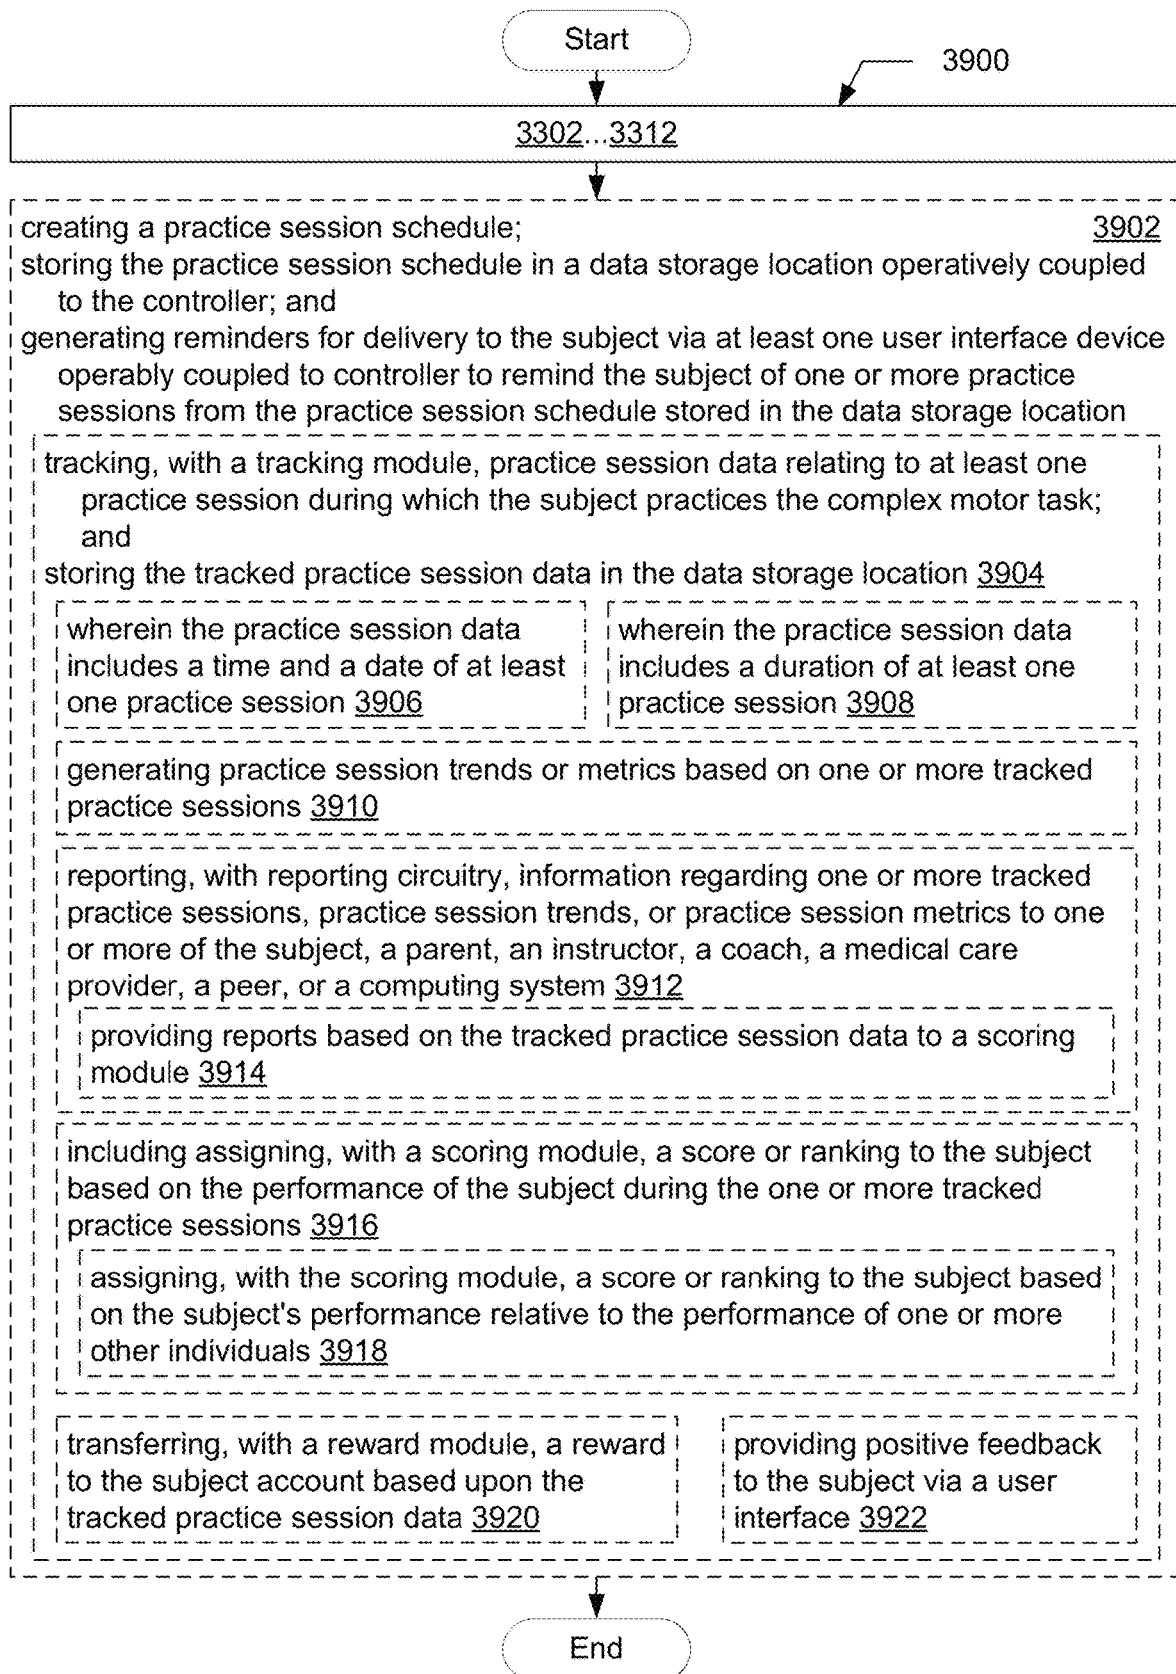 Start
3900
3302...3312
creating a practice session schedule; 3902
storing the practice session schedule in a data storage location operatively coupled
to the controller; and
generating reminders for delivery to the subject via at least one user interface device
operably coupled to controller to remind the subject of one or more practice
sessions from the practice session schedule stored in the data storage location
tracking, with a tracking module, practice session data relating to at least one
practice session during which the subject practices the complex motor task;
and
storing the tracked practice session data in the data storage location 3904
wherein the practice session data
includes a time and a date of at least
one practice session 3906
wherein the practice session data
includes a duration of at least one
practice session 3908
generating practice session trends or metrics based on one or more tracked
practice sessions 3910
reporting, with reporting circuitry, information regarding one or more tracked
practice sessions, practice session trends, or practice session metrics to one
or more of the subject, a parent, an instructor, a coach, a medical care
provider, a peer, or a computing system 3912
providing reports based on the tracked practice session data to a scoring
module 3914
including assigning, with a scoring module, a score or ranking to the subject
based on the performance of the subject during the one or more tracked
practice sessions 3916
assigning, with the scoring module, a score or ranking to the subject based
on the subject's performance relative to the performance of one or more
other individuals 3918
transferring, with a reward module, a reward
to the subject account based upon the
tracked practice session data 3920
providing positive feedback
to the subject via a user
interface 3922
End